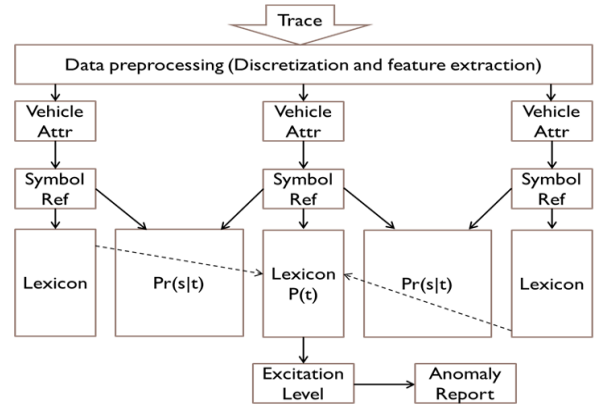 Trace
Data preprocessing (Discretization and feature extraction)
Vehicle
Attr
Vehicle
Attr
Vehicle
Attr
Symbol
Ref
Symbol
Ref
Symbol
Ref
Lexicon
Pr(s|t)
Lexicon
P(t)
Pr(s|t)
Lexicon
Excitation
Level
Anomaly
Report